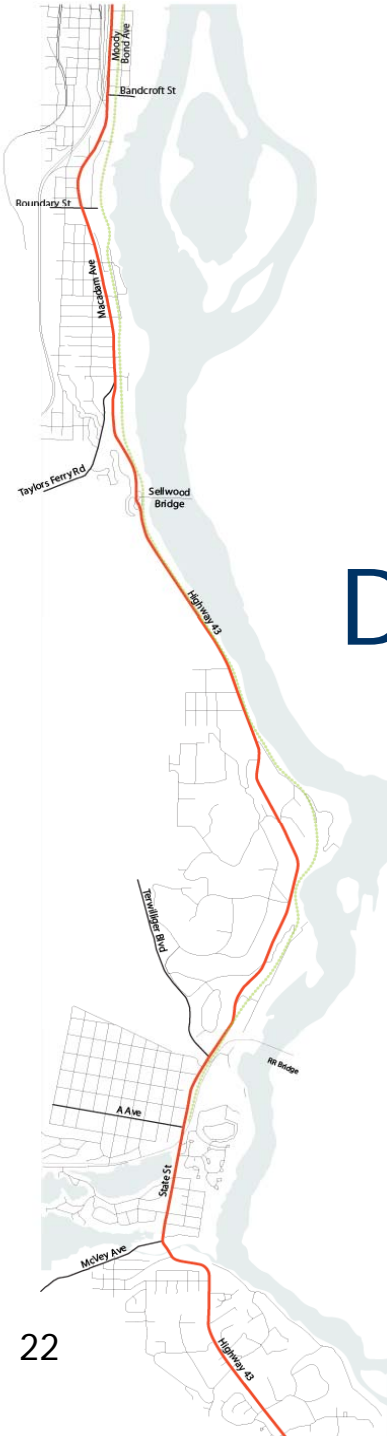 Moody
Bond Ave
Bandcroft St
Boundary St
Macadam Ave
Taylors Ferry Rd
Sellwood
Bridge
Highway 43
D
Terwilliger Blvd
RR Bridge
A Ave
State St
McVey Ave
22
Highway 43